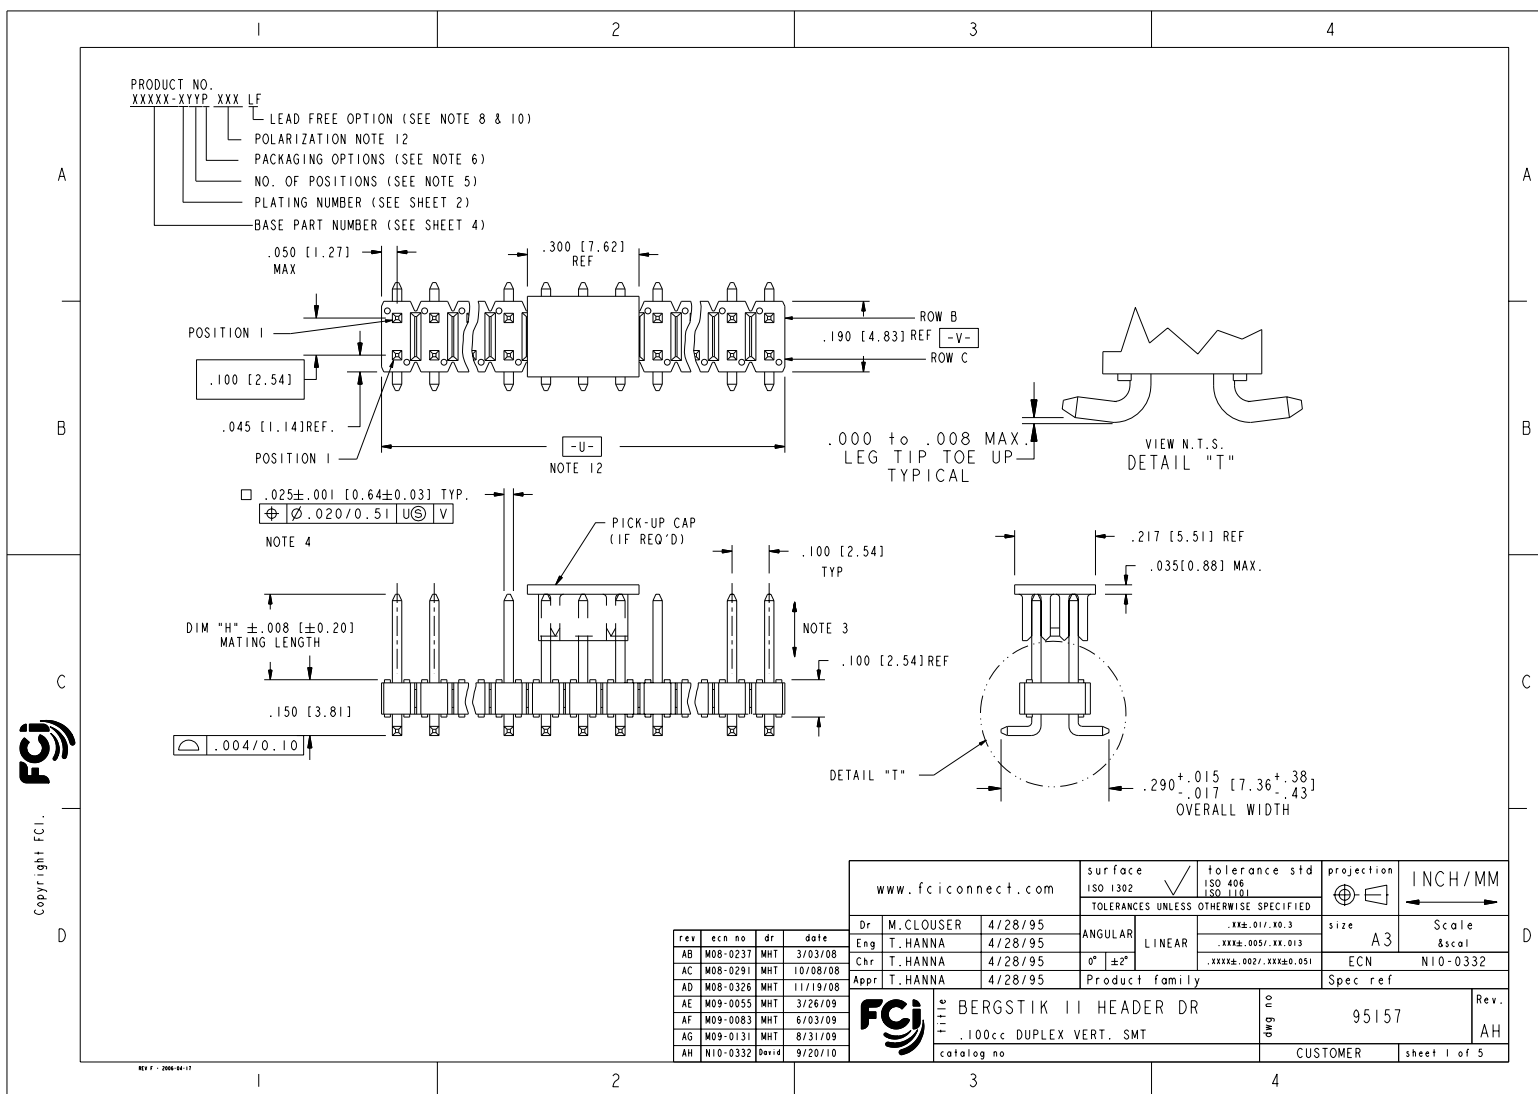 1 2 3 4
A
B
C
D
A
B
C
D
1 2 3 4
PRODUCT NO.
XXXXX-XYYP XXX LF
LEAD FREE OPTION (SEE NOTE 8 & 10)
POLARIZATION NOTE 12
PACKAGING OPTIONS (SEE NOTE 6)
NO. OF POSITIONS (SEE NOTE 5)
PLATING NUMBER (SEE SHEET 2)
BASE PART NUMBER (SEE SHEET 4)
.050 [1.27]
MAX
.300 [7.62]
REF
POSITION 1
.100 [2.54]
.045 [1.14]REF.
POSITION 1
ROW B
.190 [4.83] REF -V-
ROW C
-U-
NOTE 12
.000 to .008 MAX.
LEG TIP TOE UP
TYPICAL
VIEW N.T.S.
DETAIL "T"
□ .025±.001 [0.64±0.03] TYP.
⌖ Ø.020/0.51 UⓈ V
NOTE 4
PICK-UP CAP
(IF REQ'D)
.100 [2.54]
TYP
.217 [5.51] REF
.035[0.88] MAX.
DIM "H" ±.008 [±0.20]
MATING LENGTH
NOTE 3
.100 [2.54]REF
.150 [3.81]
⌓ .004/0.10
DETAIL "T"
.290 +.015 -.017 [7.36 +.38 -.43]
OVERALL WIDTH
FCi
Copyright FCI.
rev ecn no dr date
AB M08-0237 MHT 3/03/08
AC M08-0291 MHT 10/08/08
AD M08-0326 MHT 11/19/08
AE M09-0055 MHT 3/26/09
AF M09-0083 MHT 6/03/09
AG M09-0131 MHT 8/31/09
AH N10-0332 David 9/20/10
www.fciconnect.com
surface
ISO 1302
tolerance std
ISO 406
ISO 1101
projection
INCH/MM
TOLERANCES UNLESS OTHERWISE SPECIFIED
Dr M.CLOUSER 4/28/95
Eng T.HANNA 4/28/95
Chr T.HANNA 4/28/95
Appr T.HANNA 4/28/95
ANGULAR
0° ±2°
LINEAR
.XX±.01/.X0.3
.XXX±.005/.XX.013
.XXXX±.002/.XXX±0.051
size A3
Scale
&scal
ECN N10-0332
Product family
Spec ref
FCi
title
BERGSTIK II HEADER DR
.100cc DUPLEX VERT. SMT
dwg no
95157
Rev.
AH
catalog no
CUSTOMER
sheet 1 of 5
REV F - 2006-04-17